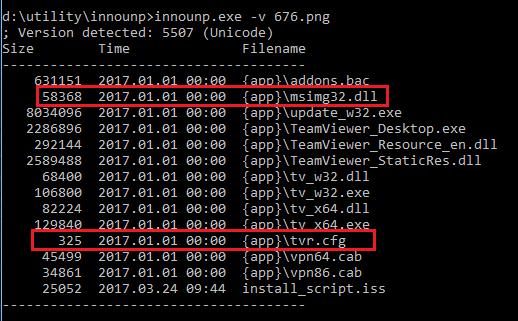 d:\utility\innounp>innounp.exe -v 676.png
; Version detected: 5507 (Unicode)
Size Time Filename
--------------------------------------
631151 2017.01.01 00:00 {app}\addons.bac
58368 2017.01.01 00:00 {app}\msimg32.dll
8034096 2017.01.01 00:00 {app}\update_w32.exe
2286896 2017.01.01 00:00 {app}\TeamViewer_Desktop.exe
292144 2017.01.01 00:00 {app}\TeamViewer_Resource_en.dll
2589488 2017.01.01 00:00 {app}\TeamViewer_StaticRes.dll
68400 2017.01.01 00:00 {app}\tv_w32.dll
106800 2017.01.01 00:00 {app}\tv_w32.exe
82224 2017.01.01 00:00 {app}\tv_x64.dll
129840 2017.01.01 00:00 {app}\tv_x64.exe
325 2017.01.01 00:00 {app}\tvr.cfg
45499 2017.01.01 00:00 {app}\vpn64.cab
34861 2017.01.01 00:00 {app}\vpn86.cab
25052 2017.03.24 09:44 install_script.iss
--------------------------------------